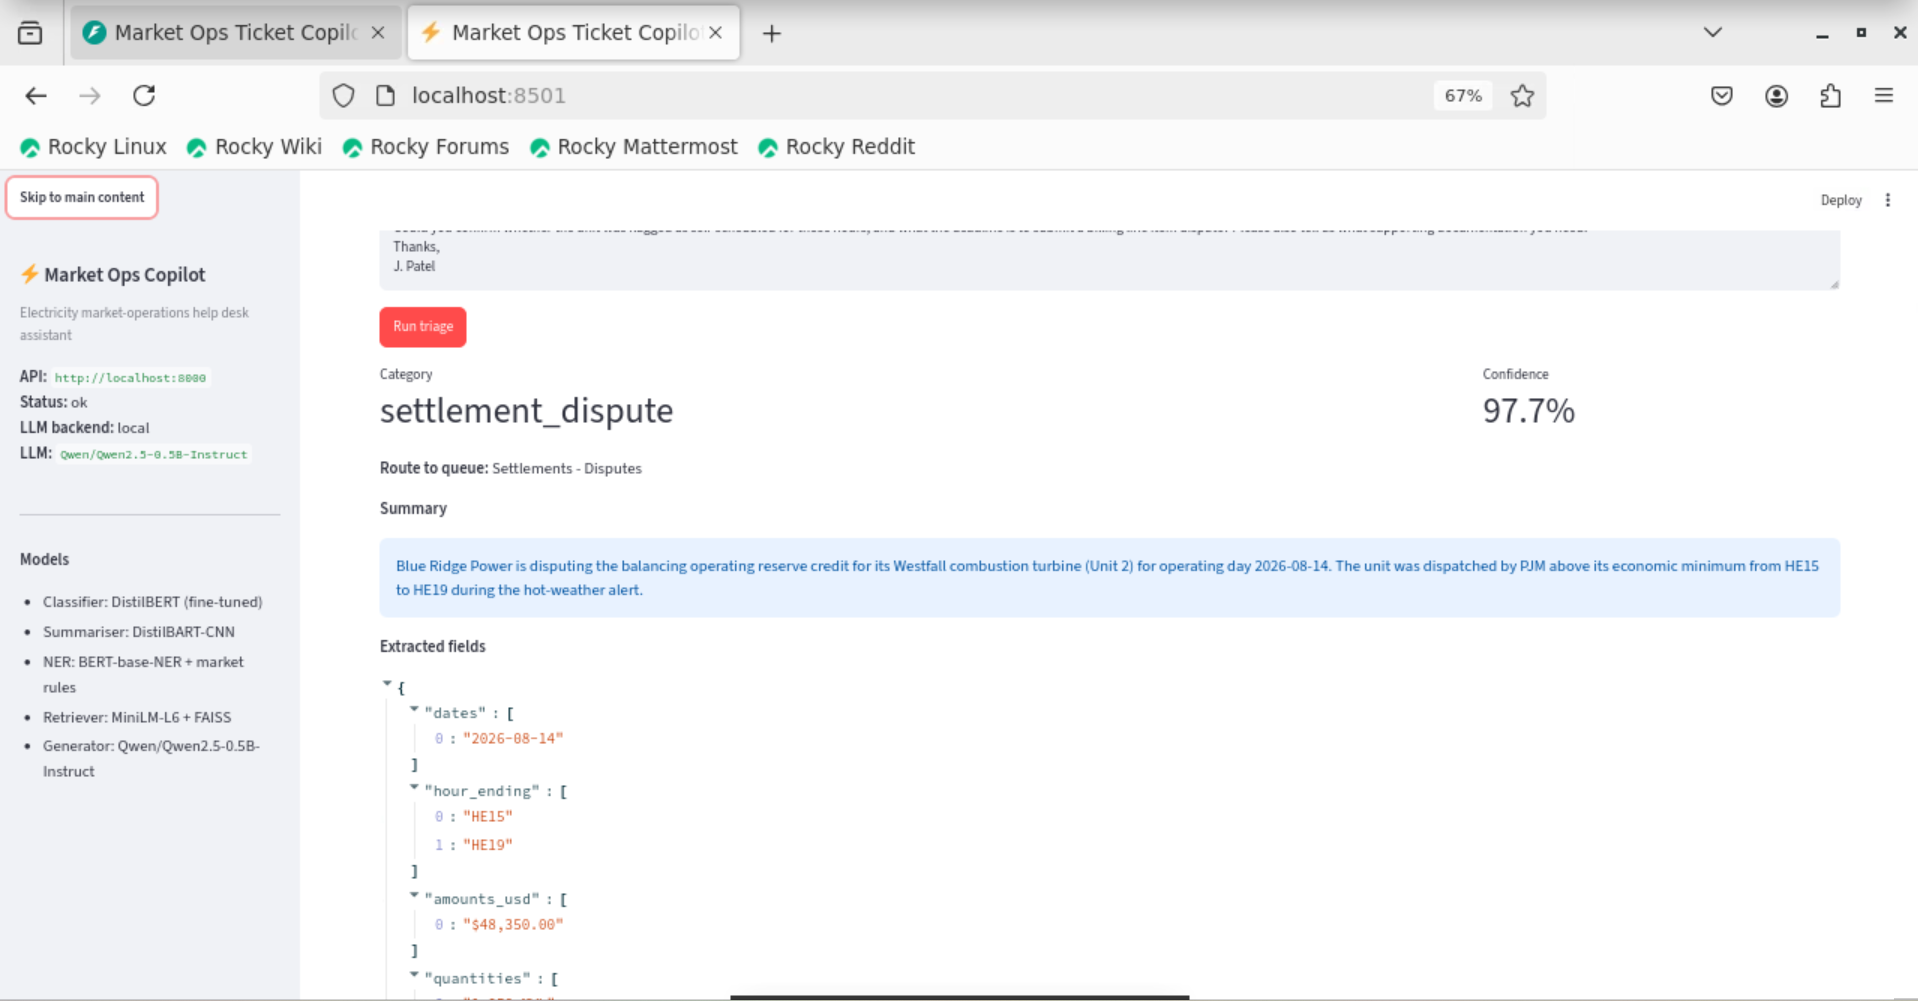 Market Ops Ticket Copil
Market Ops Ticket Copilo
localhost:8501
67%
Rocky Linux
Rocky Wiki
Rocky Forums
Rocky Mattermost
Rocky Reddit
Skip to main content
Deploy
Market Ops Copilot
Electricity market-operations help desk
assistant
API: http://localhost:8000
Status: ok
LLM backend: local
LLM: Qwen/Qwen2.5-0.5B-Instruct
Models
• Classifier: DistilBERT (fine-tuned)
• Summariser: DistilBART-CNN
• NER: BERT-base-NER + market
rules
• Retriever: MiniLM-L6 + FAISS
• Generator: Qwen/Qwen2.5-0.5B-
Instruct
Thanks,
J. Patel
Run triage
Category
settlement_dispute
Confidence
97.7%
Route to queue: Settlements - Disputes
Summary
Blue Ridge Power is disputing the balancing operating reserve credit for its Westfall combustion turbine (Unit 2) for operating day 2026-08-14. The unit was dispatched by PJM above its economic minimum from HE15
to HE19 during the hot-weather alert.
Extracted fields
{
"dates" : [
0 : "2026-08-14"
]
"hour_ending" : [
0 : "HE15"
1 : "HE19"
]
"amounts_usd" : [
0 : "$48,350.00"
]
"quantities" : [